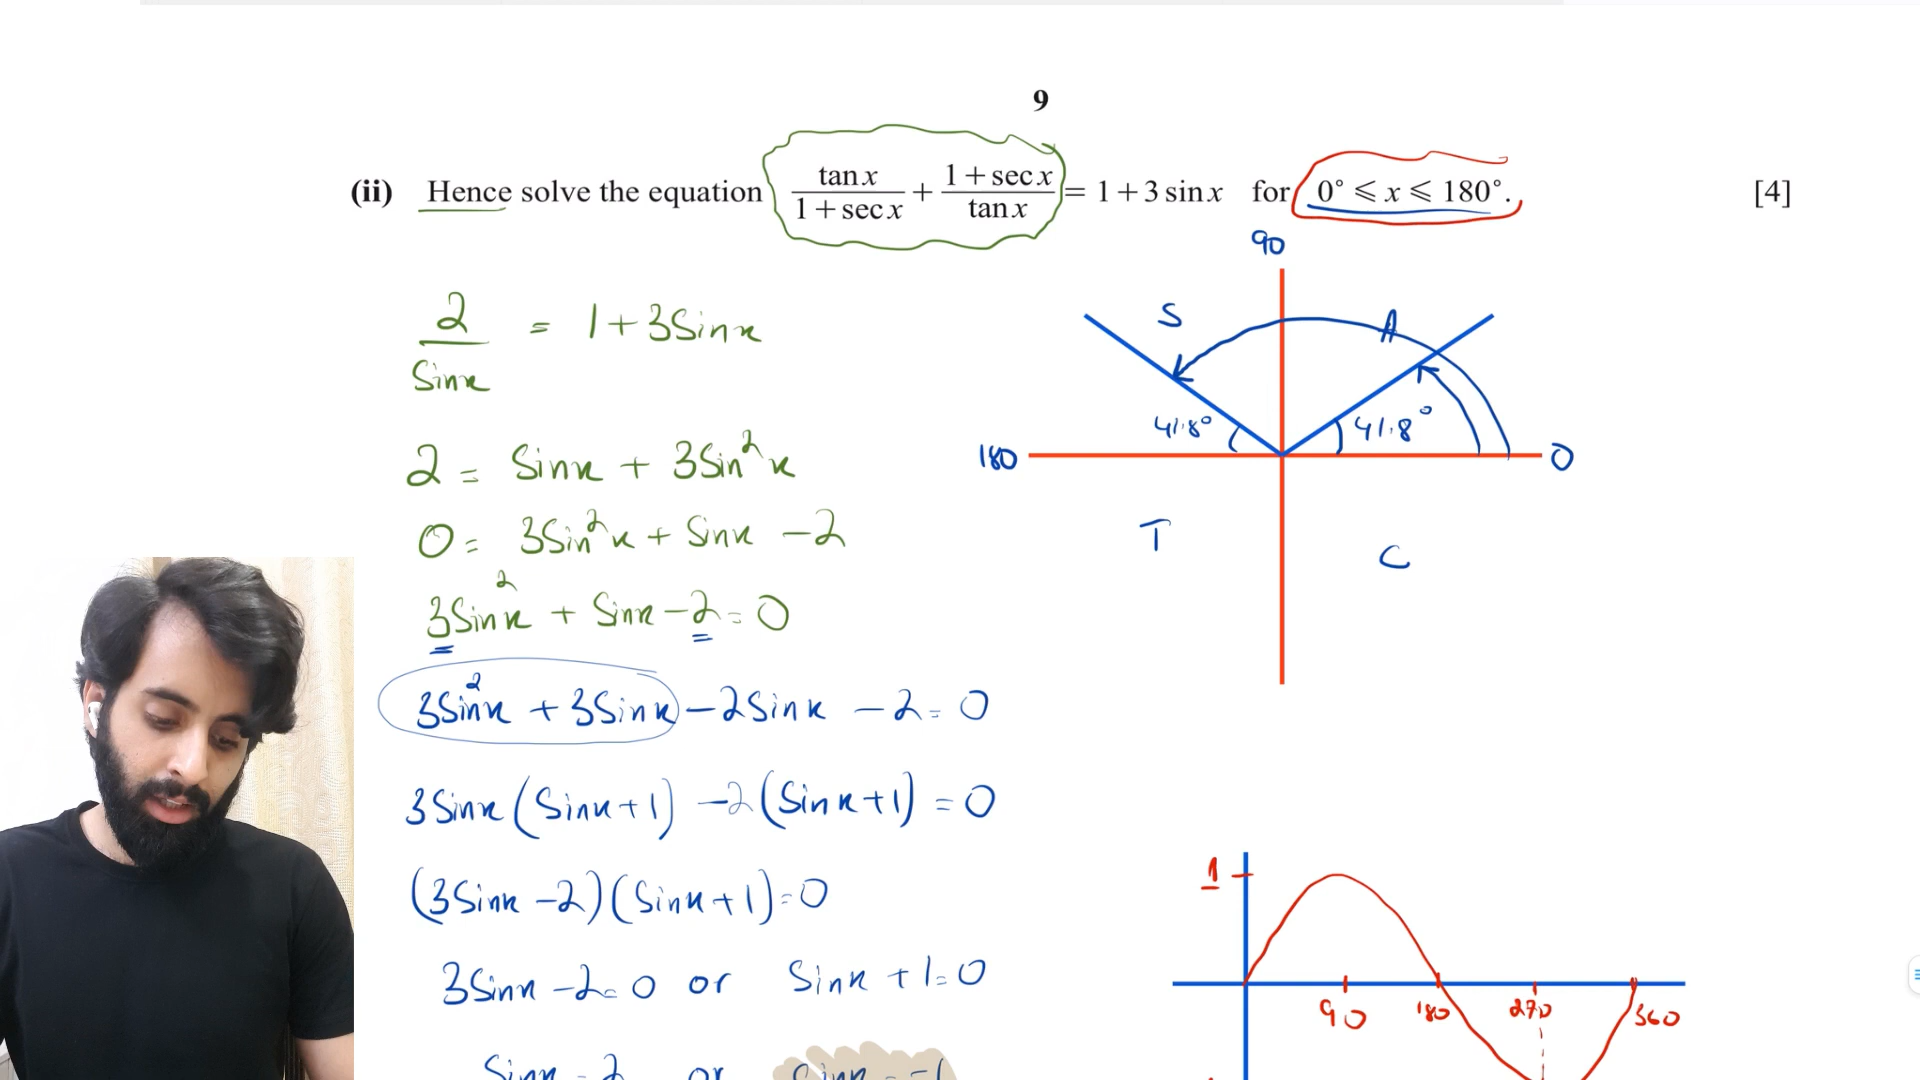 9
(ii) Hence solve the equation tan x / 1 + sec x + 1 + sec x / tan x = 1 + 3 sin x for 0° ⩽ x ⩽ 180°. [4]
90
S
A
41.8°
41.8°
180
0
T
C
2 / Sinx = 1 + 3Sinx
2 = Sinx + 3Sin²x
0 = 3Sin²x + Sinx - 2
3Sin²x + Sinx - 2 = 0
3Sin²x + 3Sinx - 2Sinx - 2 = 0
3Sinx (Sinx + 1) - 2 (Sinx + 1) = 0
(3Sinx - 2)(Sinx + 1) = 0
3Sinx - 2 = 0 or Sinx + 1 = 0
or
1
90
180
270
360